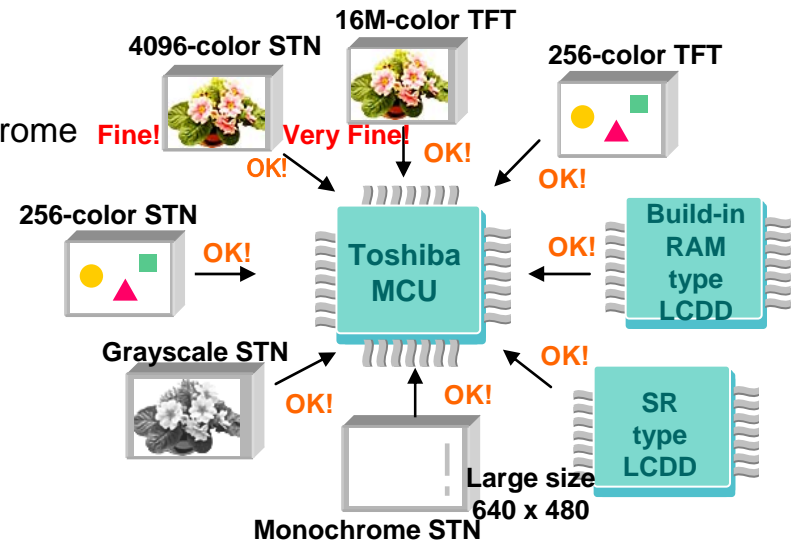 16M-color TFT
4096-color STN
256-color TFT
rome
Fine!
Very Fine!
OK!
OK!
OK!
256-color STN
OK!
Toshiba
MCU
OK!
Build-in
RAM
type
LCDD
Grayscale STN
OK!
OK!
OK!
SR
type
LCDD
Large size
640 x 480
Monochrome STN